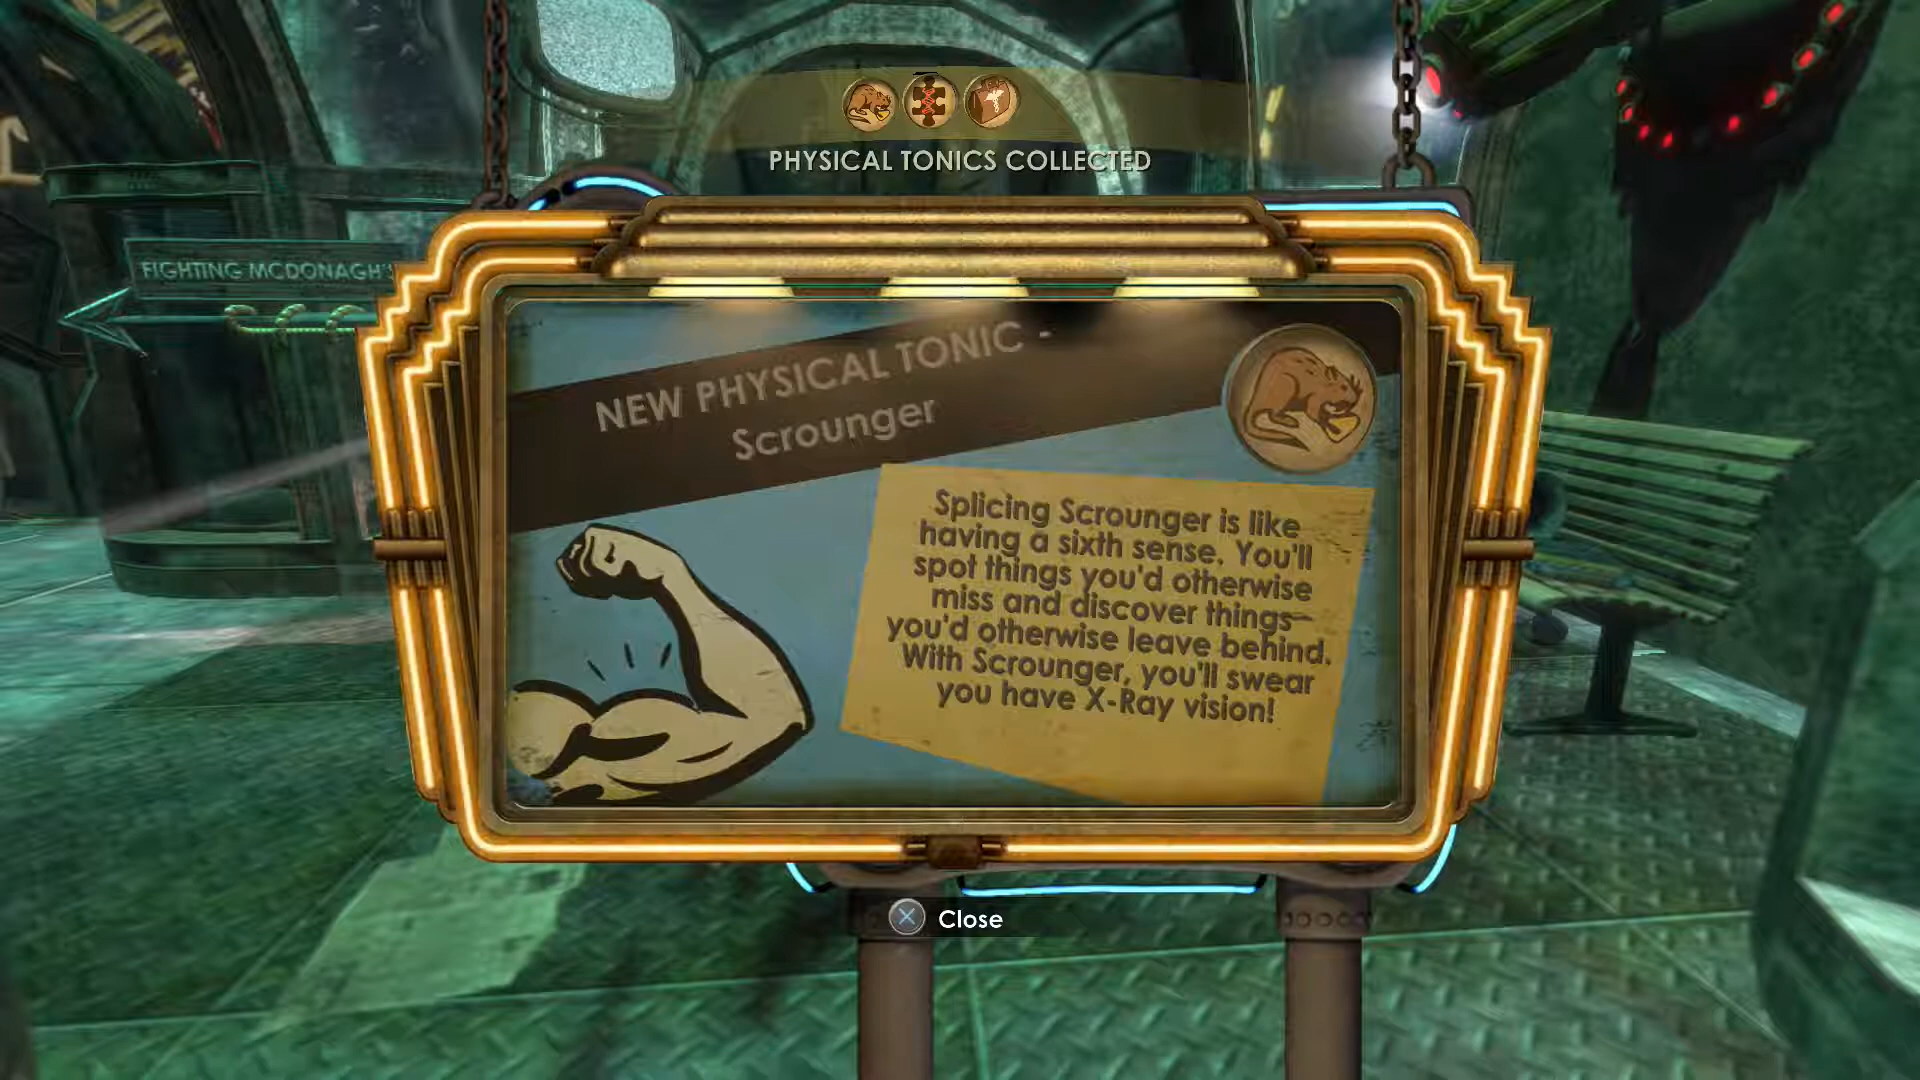 PHYSICAL TONICS COLLECTED
FIGHTING MCDONAGH'S
NEW PHYSICAL TONIC -
Scrounger
Splicing Scrounger is like
having a sixth sense. You'll
spot things you'd otherwise
miss and discover things
you'd otherwise leave behind.
With Scrounger, you'll swear
you have X-Ray vision!
Close